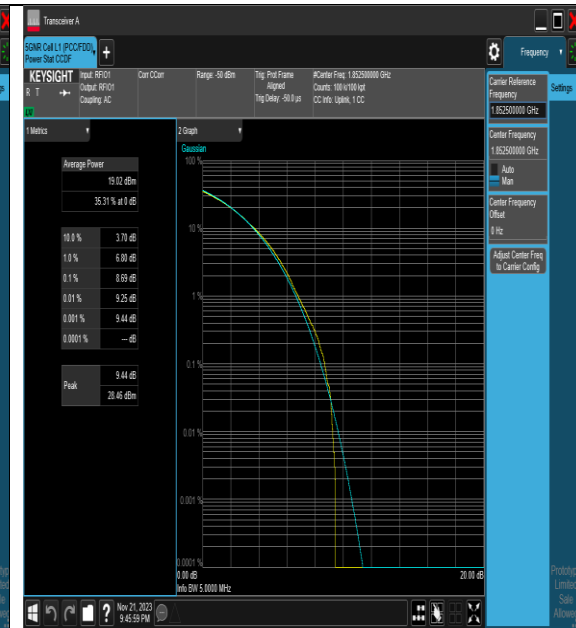 Transceiver A
5GNR Cell L1 (PCC/FDD),
Power Stat CCDF
Frequency
KEYSIGHT
R T
LV
Input: RFIO1
Output: RFIO1
Coupling: AC
Corr CCorr
Range: -50 dBm
Trig: Prot Frame
Aligned
Trig Delay: -50.0 µs
#Center Freq: 1.852500000 GHz
Counts: 100 k/100 kpt
CC Info: Uplink, 1 CC
Carrier Reference
Frequency
1.852500000 GHz
Settings
1 Metrics
2 Graph
Gaussian
Center Frequency
1.852500000 GHz
Auto
Man
Center Frequency
Offset
0 Hz
Adjust Center Freq
to Carrier Config
Average Power
19.02 dBm
35.31 % at 0 dB
10.0 % 3.70 dB
1.0 % 6.80 dB
0.1 % 8.69 dB
0.01 % 9.25 dB
0.001 % 9.44 dB
0.0001 % --- dB
Peak
9.44 dB
28.46 dBm
100 %
10 %
1 %
0.1 %
0.01 %
0.001 %
0.0001 %
0.00 dB
20.00 dB
Info BW 5.0000 MHz
Nov 21, 2023
9:45:59 PM